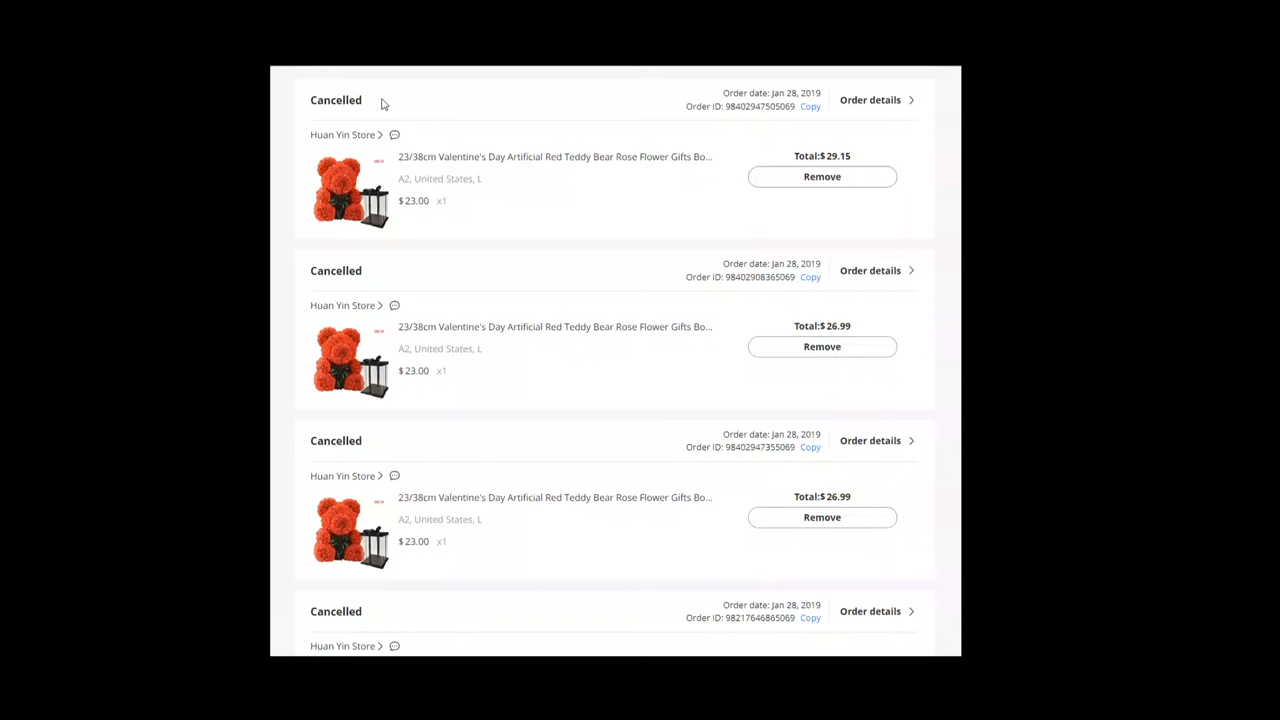 Cancelled
Order date: Jan 28, 2019
Order ID: 98402947505069 Copy
Order details
Huan Yin Store
23/38cm Valentine's Day Artificial Red Teddy Bear Rose Flower Gifts Bo...
A2, United States, L
$ 23.00 x1
Total:$ 29.15
Remove
Cancelled
Order date: Jan 28, 2019
Order ID: 98402908365069 Copy
Order details
Huan Yin Store
23/38cm Valentine's Day Artificial Red Teddy Bear Rose Flower Gifts Bo...
A2, United States, L
$ 23.00 x1
Total:$ 26.99
Remove
Cancelled
Order date: Jan 28, 2019
Order ID: 98402947355069 Copy
Order details
Huan Yin Store
23/38cm Valentine's Day Artificial Red Teddy Bear Rose Flower Gifts Bo...
A2, United States, L
$ 23.00 x1
Total:$ 26.99
Remove
Cancelled
Order date: Jan 28, 2019
Order ID: 98217646865069 Copy
Order details
Huan Yin Store